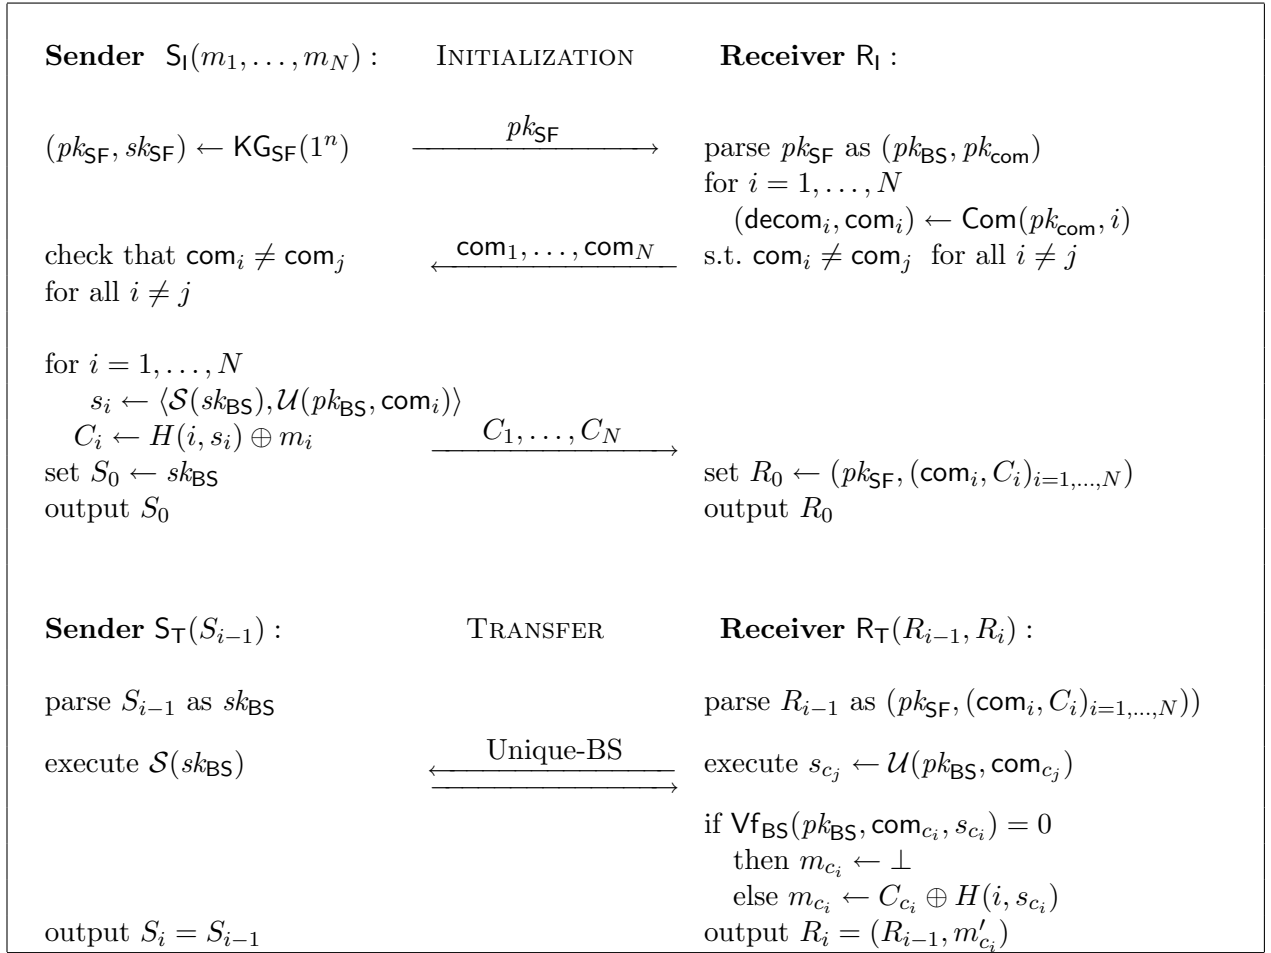 Sender S_I(m_1, …, m_N) : INITIALIZATION Receiver R_I :
(pk_SF, sk_SF) ← KG_SF(1^n) pk_SF parse pk_SF as (pk_BS, pk_com)
for i = 1, …, N
(decom_i, com_i) ← Com(pk_com, i)
check that com_i ≠ com_j com_1, …, com_N s.t. com_i ≠ com_j for all i ≠ j
for all i ≠ j
for i = 1, …, N
s_i ← ⟨𝒮(sk_BS), 𝒰(pk_BS, com_i)⟩
C_i ← H(i, s_i) ⊕ m_i C_1, …, C_N
set S_0 ← sk_BS set R_0 ← (pk_SF, (com_i, C_i)_{i=1,…,N})
output S_0 output R_0
Sender S_T(S_{i−1}) : TRANSFER Receiver R_T(R_{i−1}, R_i) :
parse S_{i−1} as sk_BS parse R_{i−1} as (pk_SF, (com_i, C_i)_{i=1,…,N}))
execute 𝒮(sk_BS) Unique-BS execute s_{c_j} ← 𝒰(pk_BS, com_{c_j})
if Vf_BS(pk_BS, com_{c_i}, s_{c_i}) = 0
then m_{c_i} ← ⊥
else m_{c_i} ← C_{c_i} ⊕ H(i, s_{c_i})
output S_i = S_{i−1} output R_i = (R_{i−1}, m′_{c_i})